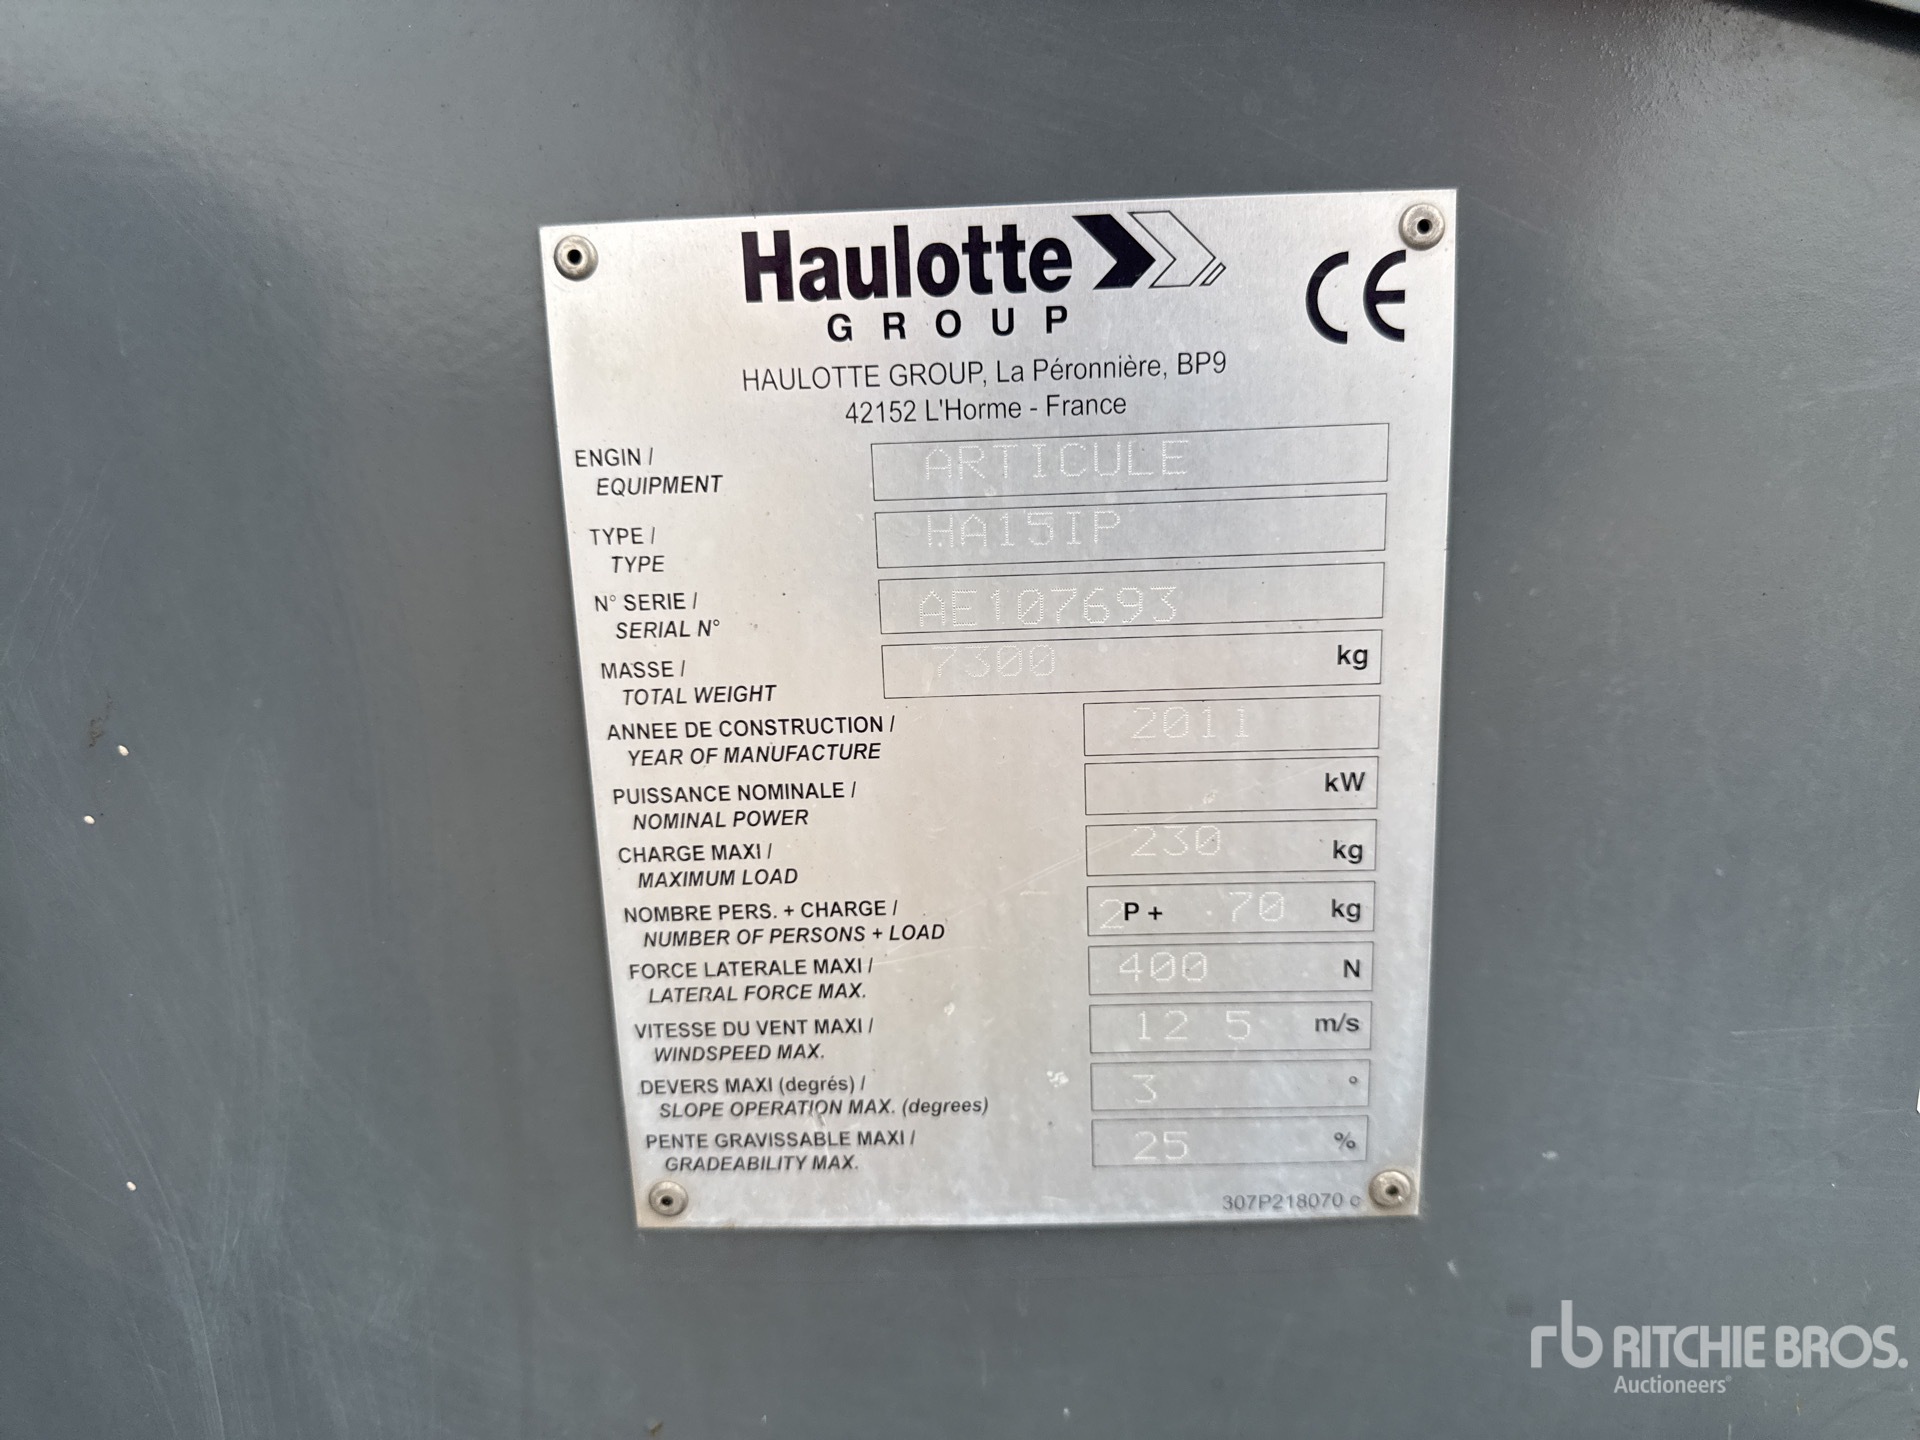 Haulotte
GROUP
CE
HAULOTTE GROUP, La Péronnière, BP9
42152 L'Horme - France
ENGIN / ARTICULE
EQUIPMENT
TYPE / HA15IP
TYPE
N° SERIE / AE107693
SERIAL N°
MASSE / 7300 kg
TOTAL WEIGHT
ANNEE DE CONSTRUCTION / 2011
YEAR OF MANUFACTURE
PUISSANCE NOMINALE / kW
NOMINAL POWER
CHARGE MAXI / 230 kg
MAXIMUM LOAD
NOMBRE PERS. + CHARGE / 2 P + 70 kg
NUMBER OF PERSONS + LOAD
FORCE LATERALE MAXI / 400 N
LATERAL FORCE MAX.
VITESSE DU VENT MAXI / 12 5 m/s
WINDSPEED MAX.
DEVERS MAXI (degrés) / 3 °
SLOPE OPERATION MAX. (degrees)
PENTE GRAVISSABLE MAXI / 25 %
GRADEABILITY MAX.
307P218070 c
rb RITCHIE BROS.
Auctioneers